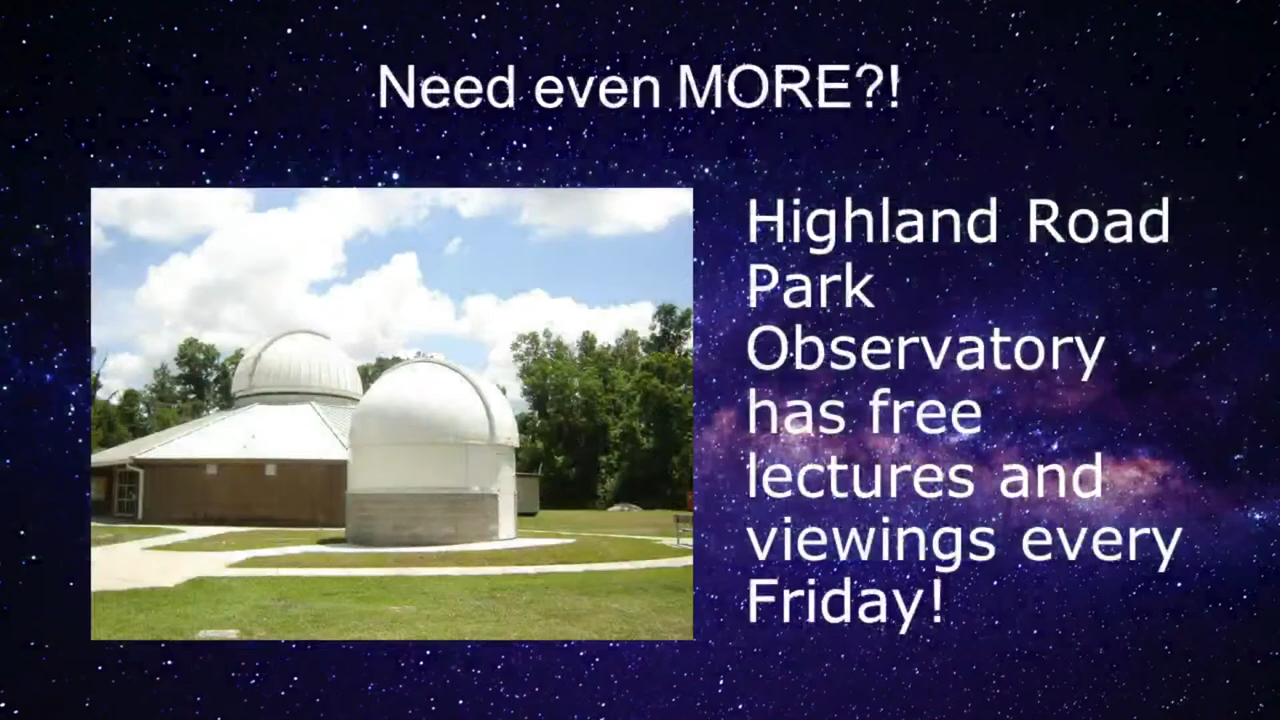 Need even MORE?!
Highland Road
Park
Observatory
has free
lectures and
viewings every
Friday!